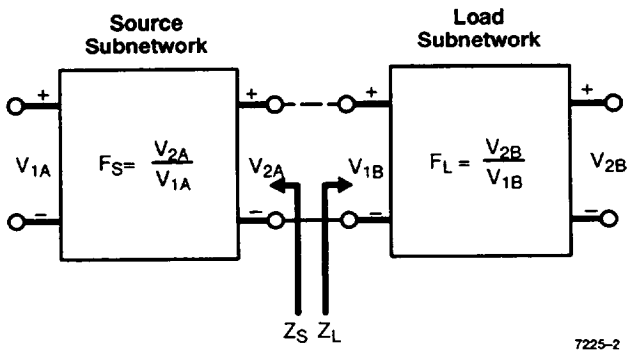 Source
Subnetwork
Load
Subnetwork
+ + + +
V1A FS= V2A/V1A V2A V1B FL= V2B/V1B V2B
− − − −
ZS ZL
7225–2